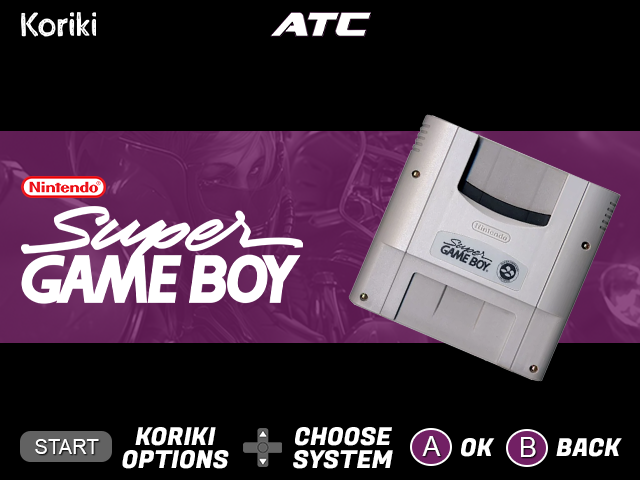 Koriki
ATC
Nintendo
Super
GAME BOY
Nintendo
Super
GAME BOY
START
KORIKI
OPTIONS
CHOOSE
SYSTEM
A
OK
B
BACK